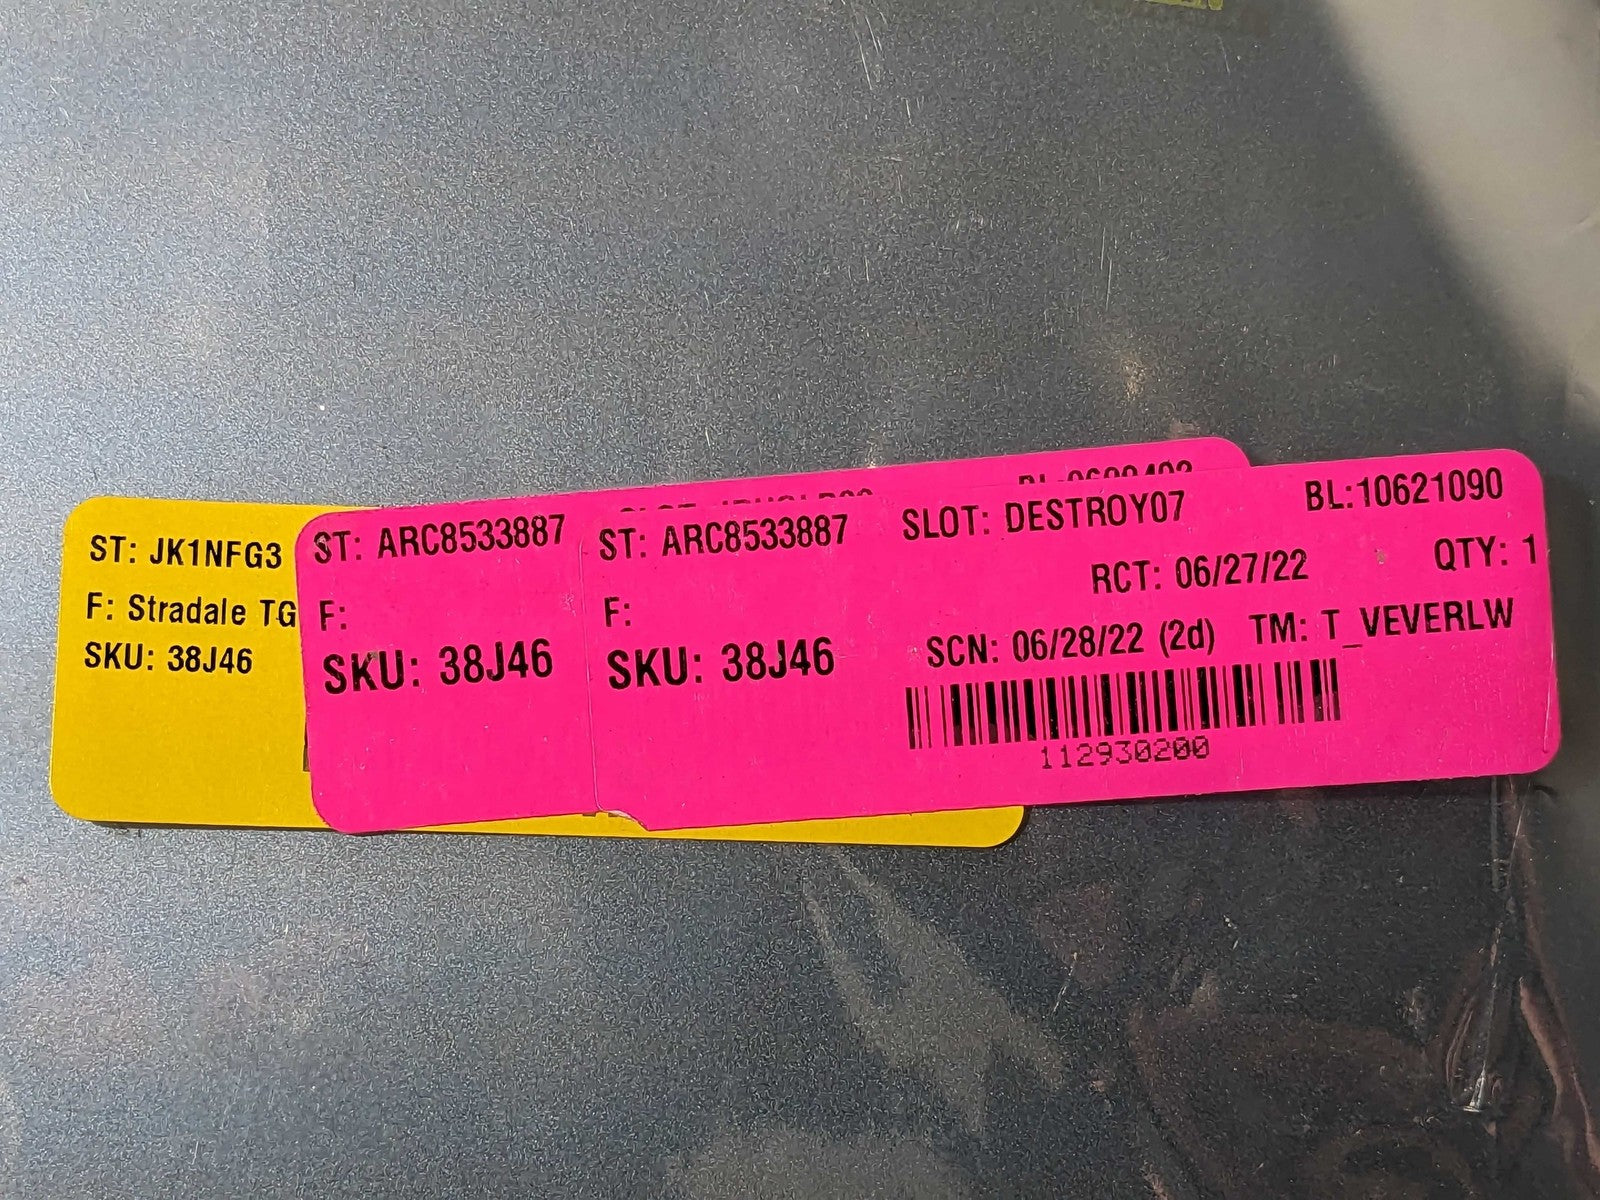 ST: JK1NFG3
F: Stradale TG
SKU: 38J46
ST: ARC8533887
F:
SKU: 38J46
ST: ARC8533887
F:
SKU: 38J46
SLOT: DESTROY07
BL:10621090
RCT: 06/27/22
QTY: 1
SCN: 06/28/22 (2d)
TM: T_VEVERLW
112930200